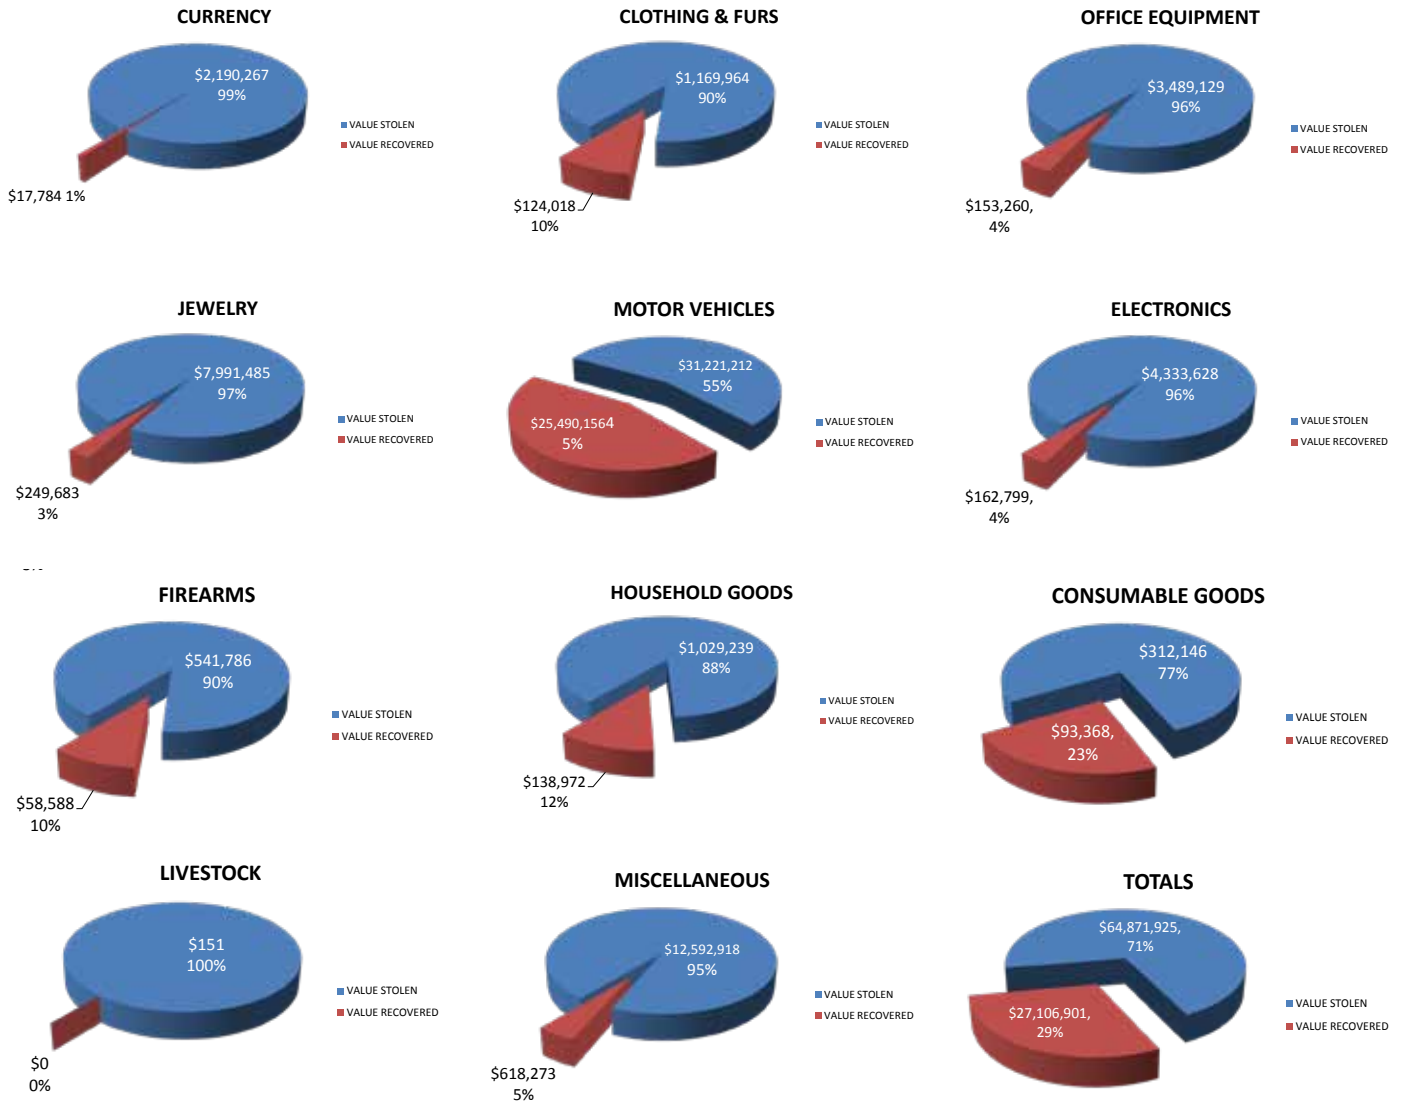 CURRENCY
$2,190,267
99%
VALUE STOLEN
VALUE RECOVERED
$17,784 1%
CLOTHING & FURS
$1,169,964
90%
VALUE STOLEN
VALUE RECOVERED
$124,018
10%
OFFICE EQUIPMENT
$3,489,129
96%
VALUE STOLEN
VALUE RECOVERED
$153,260,
4%
JEWELRY
$7,991,485
97%
VALUE STOLEN
VALUE RECOVERED
$249,683
3%
MOTOR VEHICLES
$31,221,212
55%
$25,490,1564
5%
VALUE STOLEN
VALUE RECOVERED
ELECTRONICS
$4,333,628
96%
VALUE STOLEN
VALUE RECOVERED
$162,799,
4%
FIREARMS
$541,786
90%
VALUE STOLEN
VALUE RECOVERED
$58,588
10%
HOUSEHOLD GOODS
$1,029,239
88%
VALUE STOLEN
VALUE RECOVERED
$138,972
12%
CONSUMABLE GOODS
$312,146
77%
$93,368,
23%
VALUE STOLEN
VALUE RECOVERED
LIVESTOCK
$151
100%
VALUE STOLEN
VALUE RECOVERED
$0
0%
MISCELLANEOUS
$12,592,918
95%
VALUE STOLEN
VALUE RECOVERED
$618,273
5%
TOTALS
$64,871,925,
71%
$27,106,901,
29%
VALUE STOLEN
VALUE RECOVERED